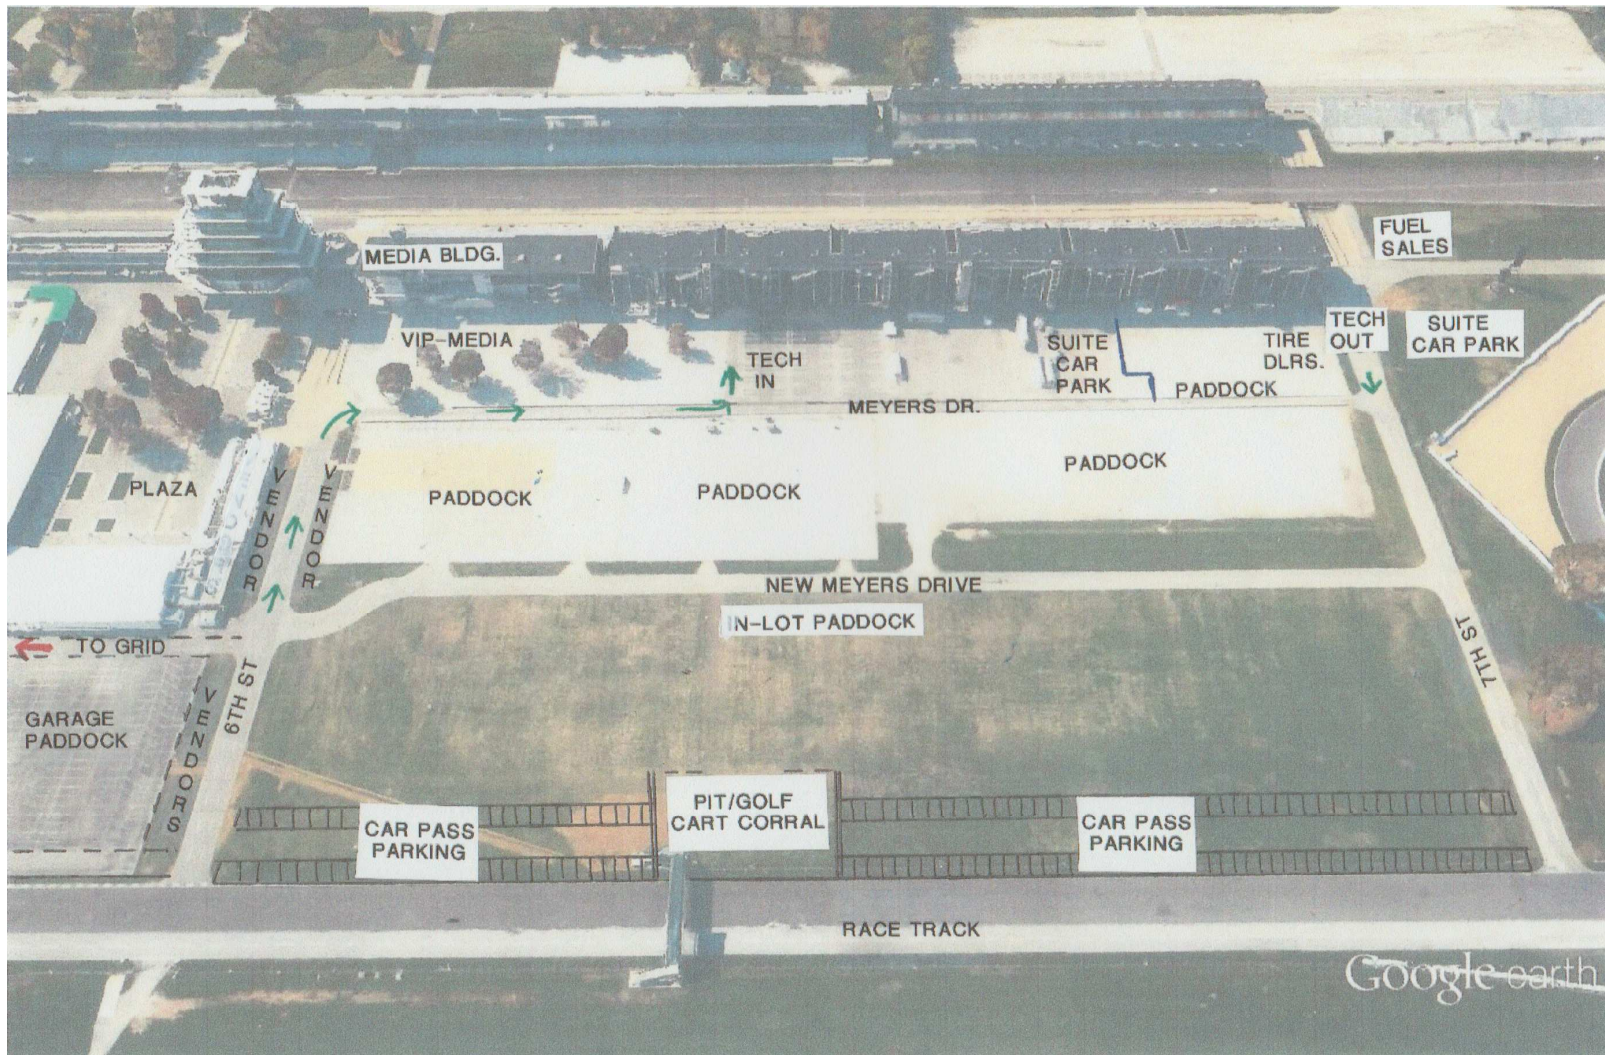 FUEL
SALES
MEDIA BLDG.
VIP-MEDIA
TECH
IN
SUITE
CAR
PARK
TIRE
DLRS.
TECH
OUT
SUITE
CAR PARK
PADDOCK
MEYERS DR.
PLAZA
VENDOR
VENDOR
PADDOCK
PADDOCK
PADDOCK
NEW MEYERS DRIVE
IN-LOT PADDOCK
TO GRID
6TH ST
7TH ST
GARAGE
PADDOCK
VENDORS
PIT/GOLF
CART CORRAL
CAR PASS
PARKING
CAR PASS
PARKING
RACE TRACK
Google earth